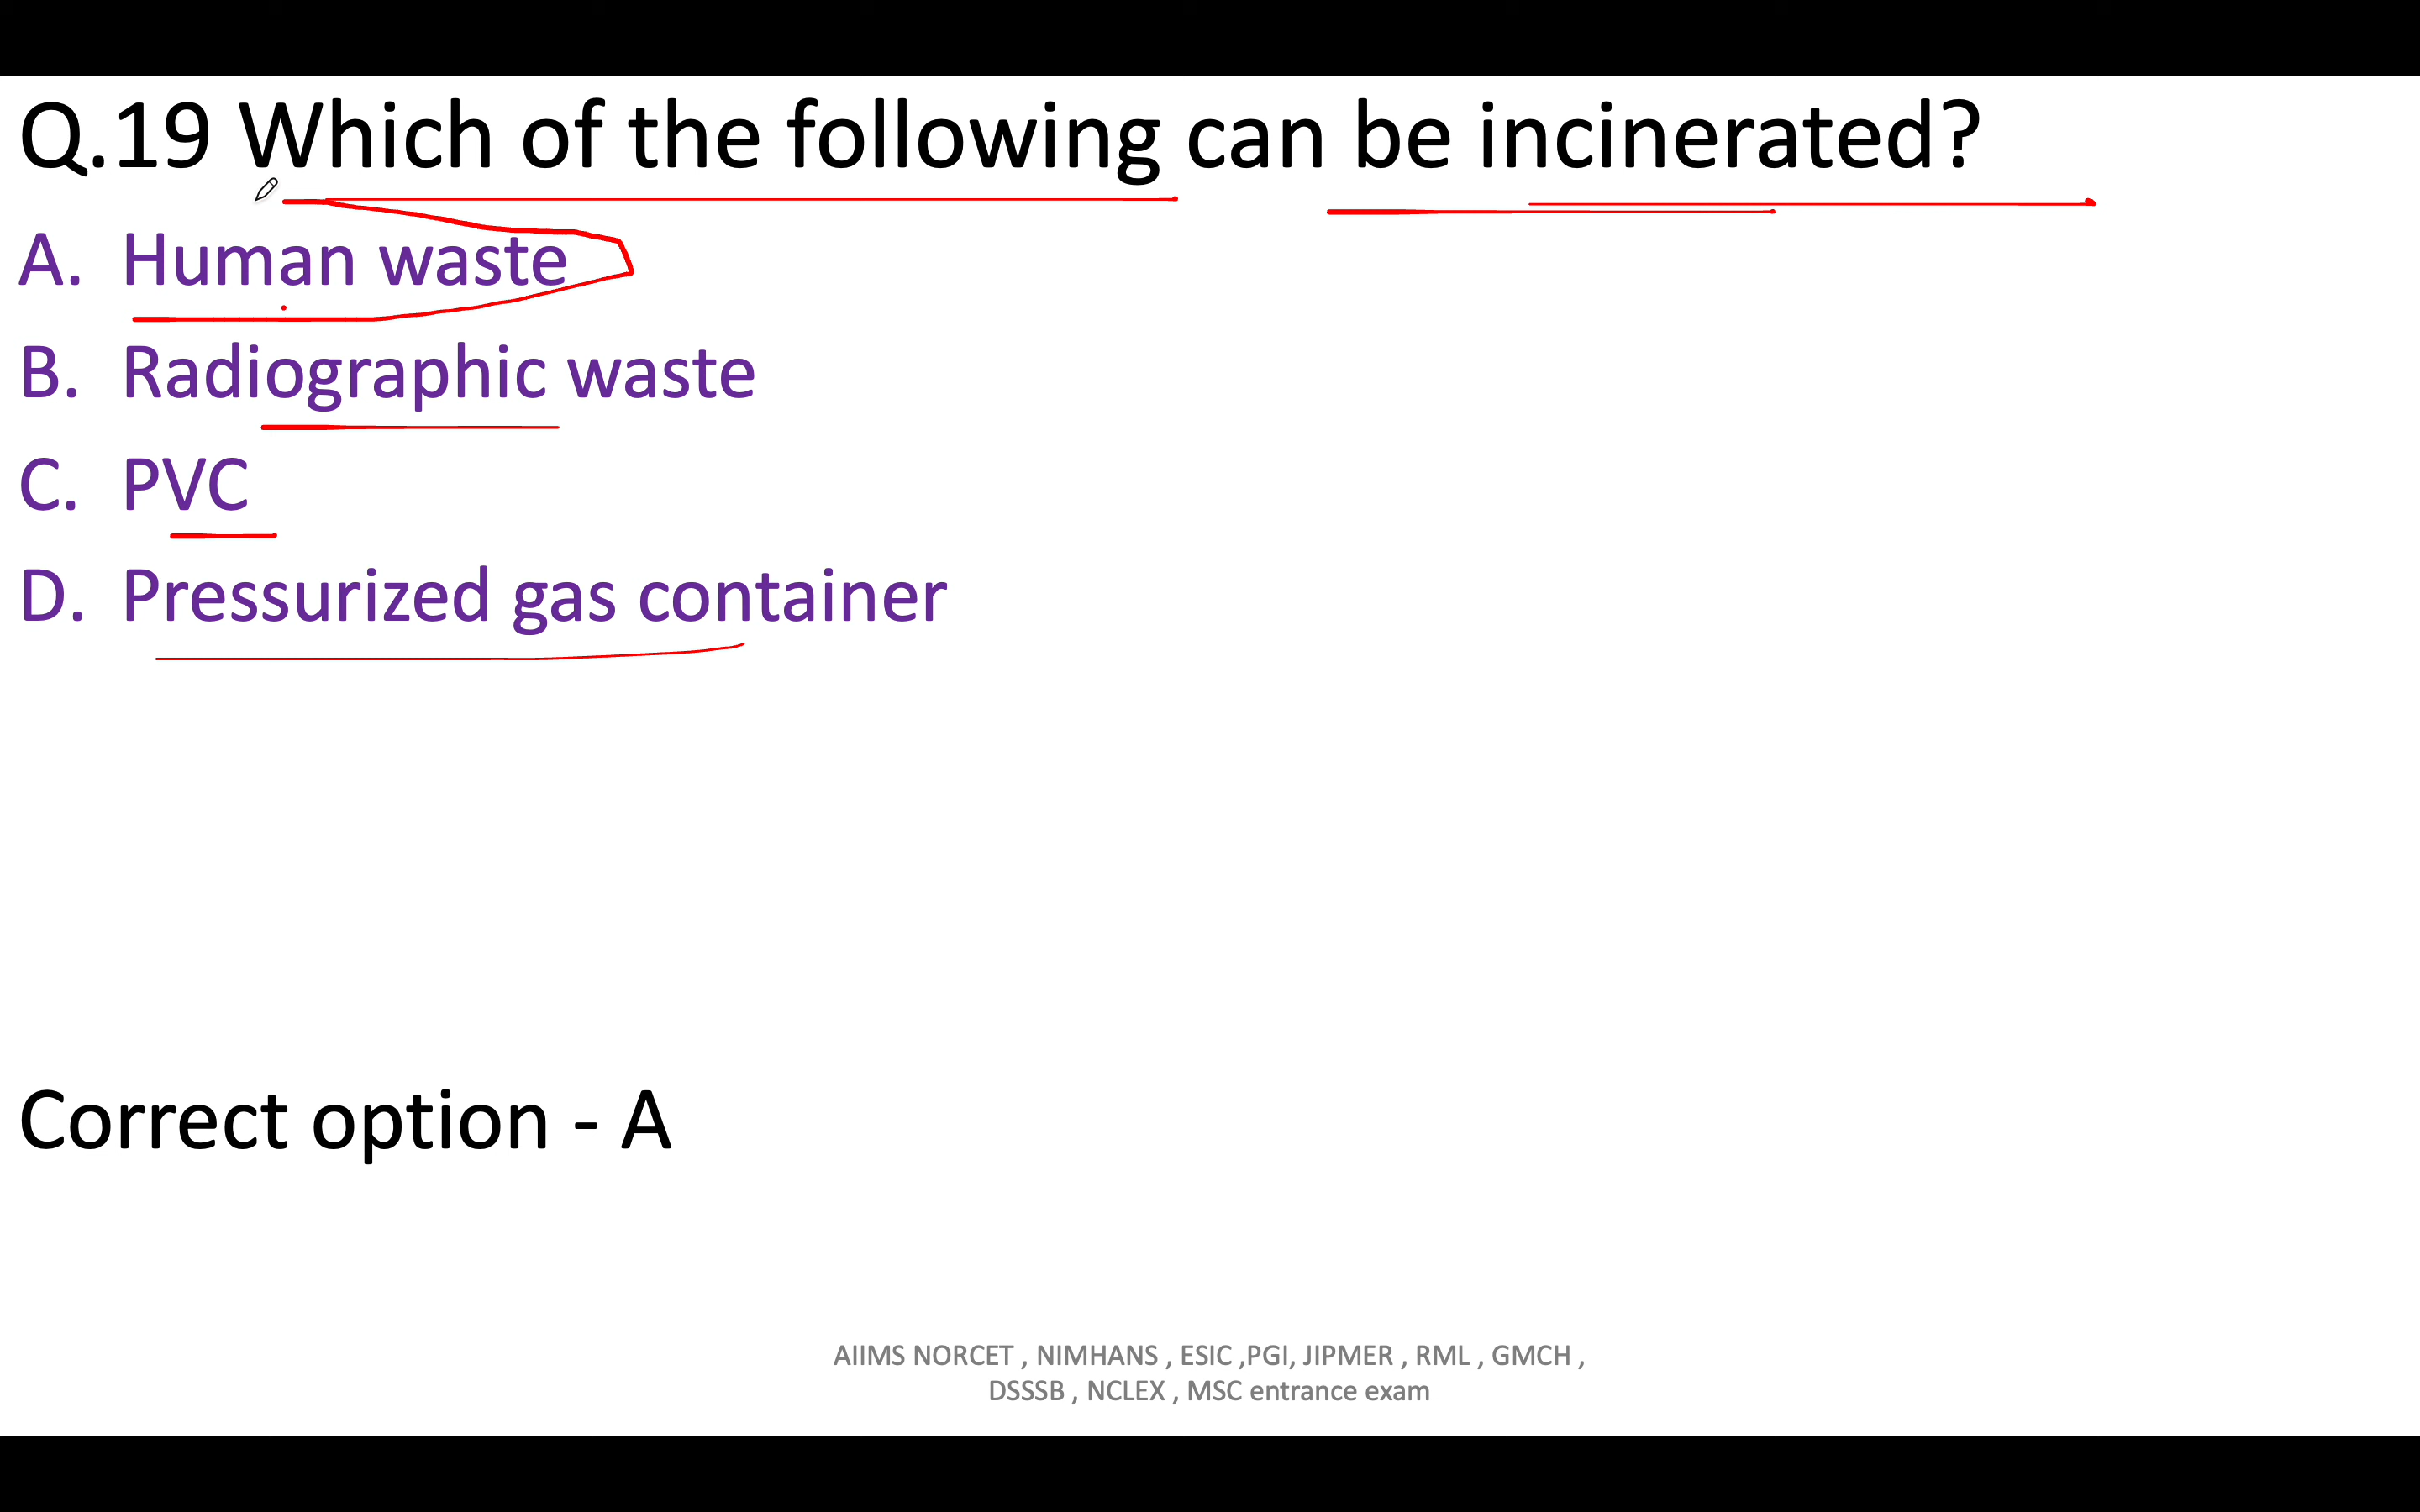 Q.19 Which of the following can be incinerated?
A. Human waste
B. Radiographic waste
C. PVC
D. Pressurized gas container
Correct option - A
AIIMS NORCET , NIMHANS , ESIC ,PGI, JIPMER , RML , GMCH ,
DSSSB , NCLEX , MSC entrance exam